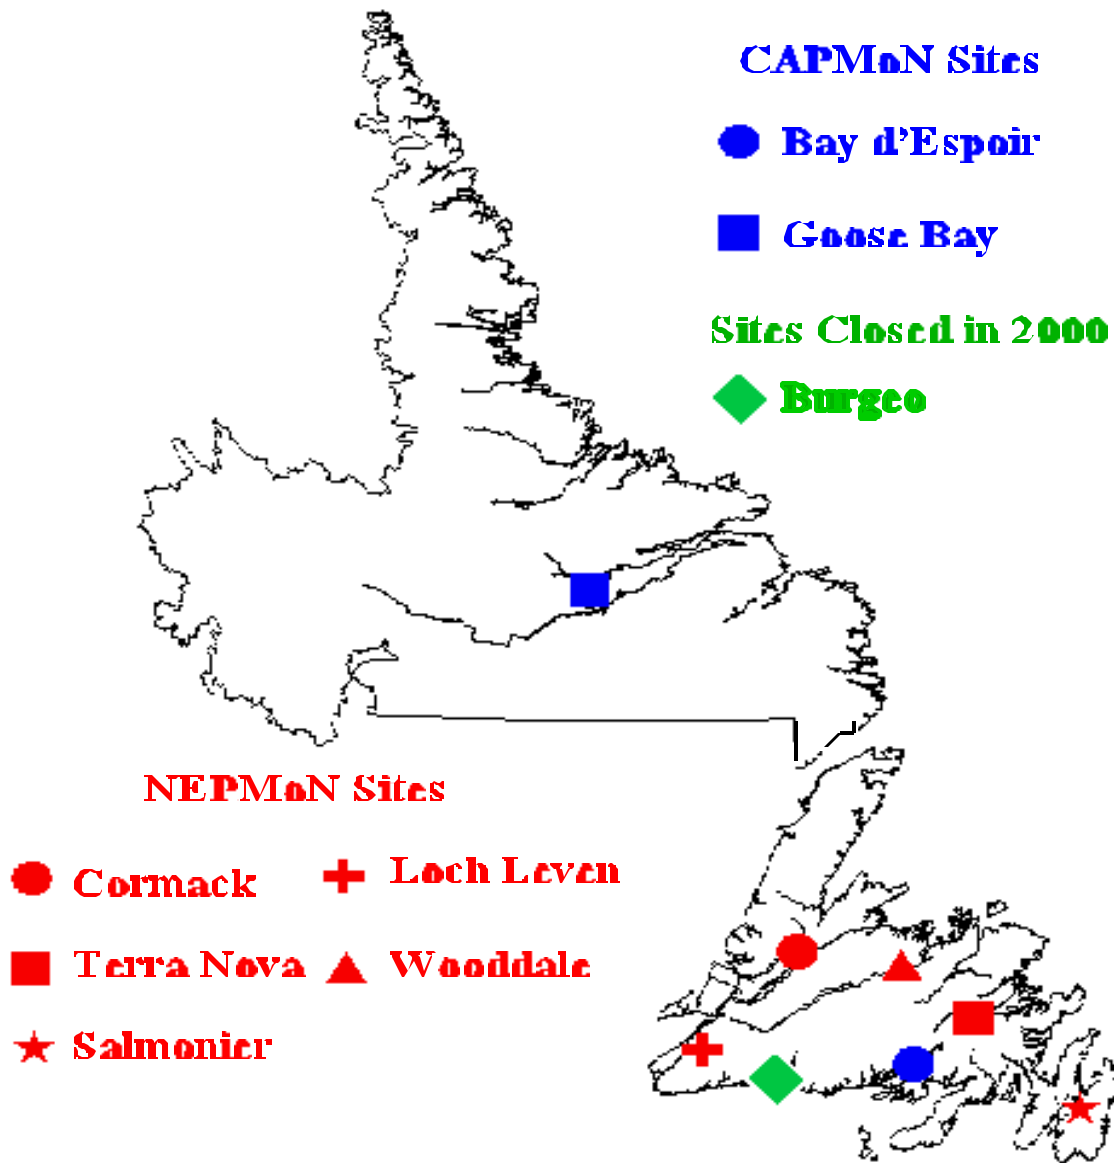 CAPMoN Sites
Bay d'Espoir
Goose Bay
Sites Closed in 2000
Burgeo
NEPMoN Sites
Cormack
Loch Leven
Terra Nova
Wooddale
Salmonier